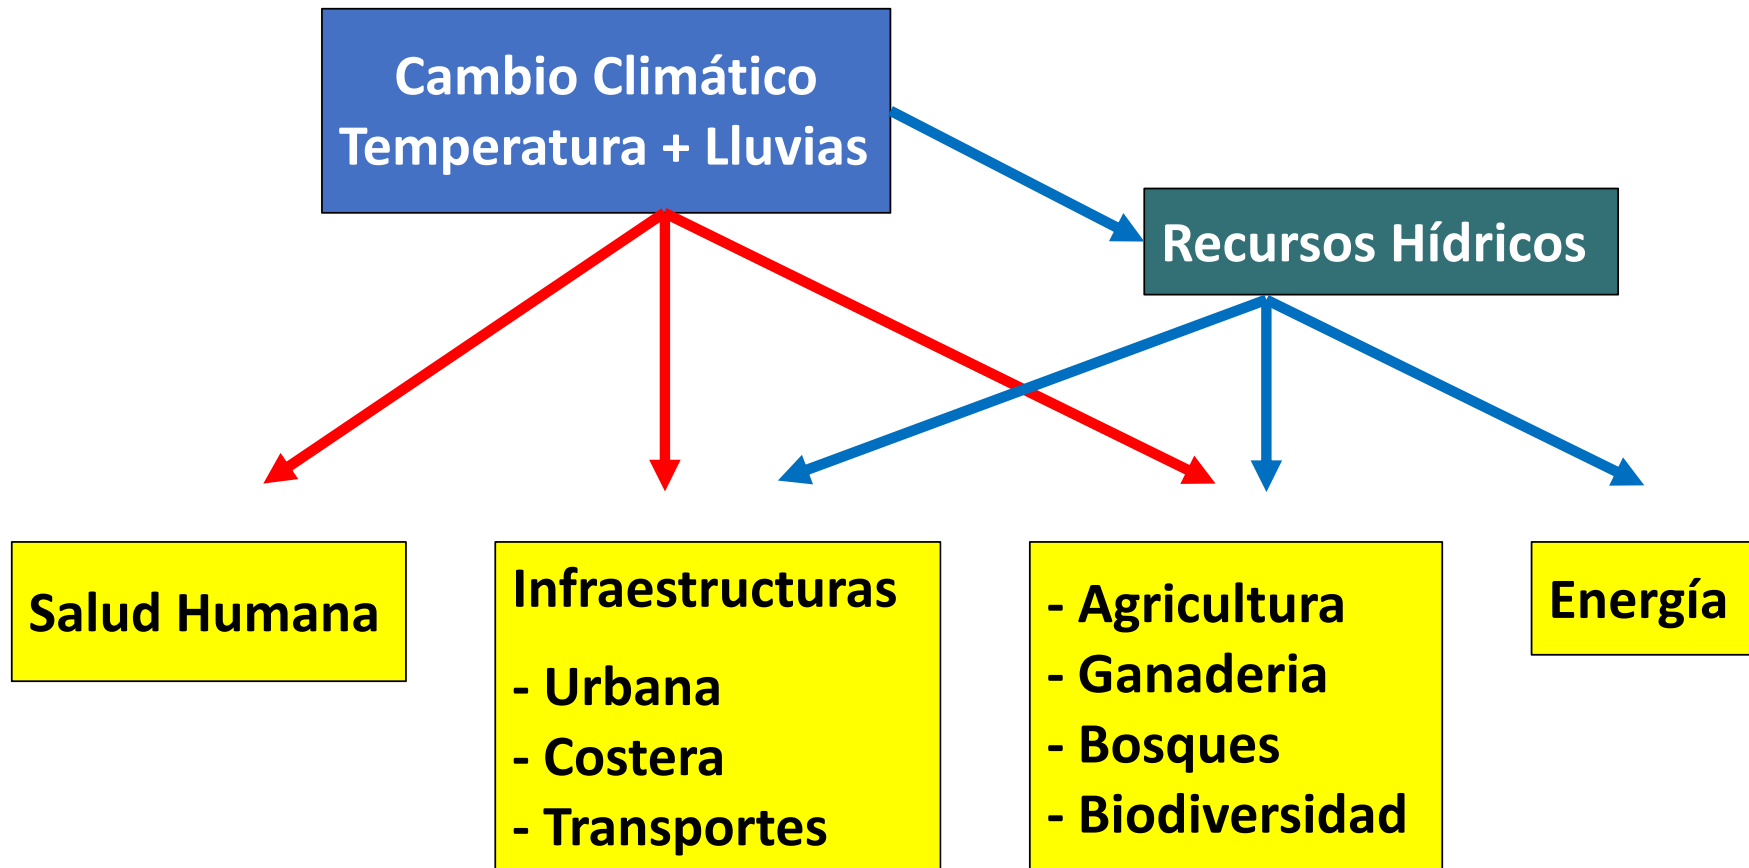 Cambio Climático
Temperatura + Lluvias
Recursos Hídricos
Salud Humana
Infraestructuras
- Urbana
- Costera
- Transportes
- Agricultura
- Ganaderia
- Bosques
- Biodiversidad
Energía